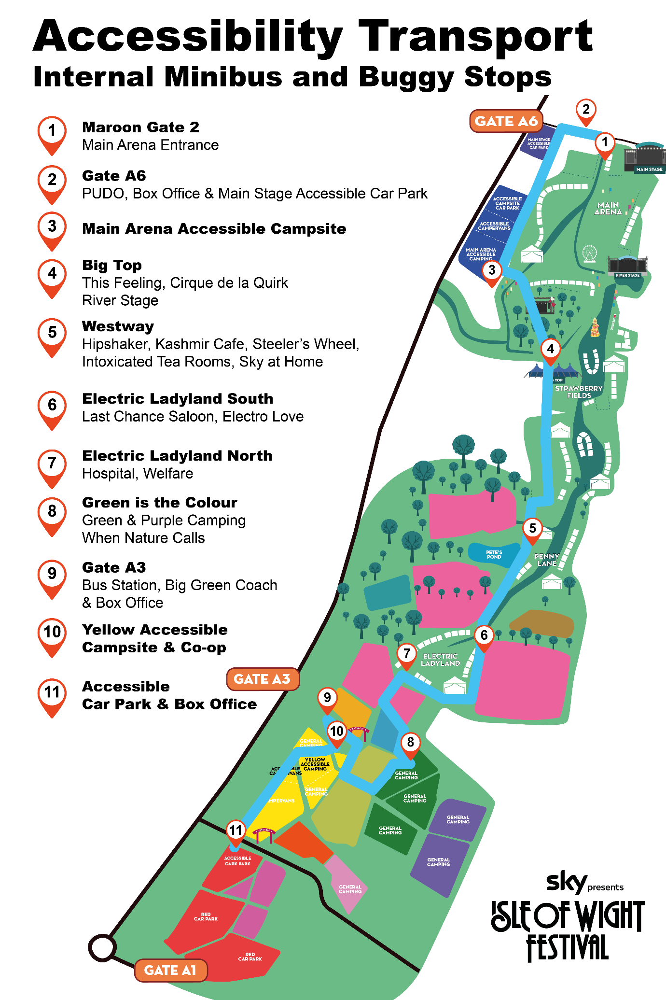 Accessibility Transport
Internal Minibus and Buggy Stops
1
Maroon Gate 2
Main Arena Entrance
2
Gate A6
PUDO, Box Office & Main Stage Accessible Car Park
3
Main Arena Accessible Campsite
4
Big Top
This Feeling, Cirque de la Quirk
River Stage
5
Westway
Hipshaker, Kashmir Cafe, Steeler's Wheel,
Intoxicated Tea Rooms, Sky at Home
6
Electric Ladyland South
Last Chance Saloon, Electro Love
7
Electric Ladyland North
Hospital, Welfare
8
Green is the Colour
Green & Purple Camping
When Nature Calls
9
Gate A3
Bus Station, Big Green Coach
& Box Office
10
Yellow Accessible
Campsite & Co-op
11
Accessible
Car Park & Box Office
GATE A6
2
1
MAIN STAGE
ACCESSIBLE
CAR PARK
MAIN STAGE
ACCESSIBLE
CAMPSITE
CAR PARK
MAIN
ARENA
ACCESSIBLE
CAMPERVANS
MAIN ARENA
ACCESSIBLE
CAMPING
3
RIVER STAGE
4
TOP
STRAWBERRY
FIELDS
5
PETE'S
POND
PENNY
LANE
6
7
ELECTRIC
LADYLAND
GATE A3
9
10
ENTRANCE
8
GENERAL
CAMPING
YELLOW
ACCESSIBLE
CAMPING
GENERAL
CAMPING
GENERAL
CAMPING
GENERAL
CAMPING
MPERVANS
GENERAL
CAMPING
GENERAL
CAMPING
GENERAL
CAMPING
11
ENTRANCE
ACCESSIBLE
CARK PARK
GENERAL
CAMPING
RED
CAR PARK
RED
CAR PARK
GATE A1
sky presents
ISLE OF WIGHT
FESTIVAL